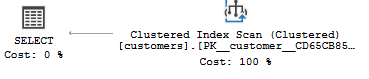 Clustered Index Scan (Clustered)
SELECT
[customers].[PK__customer__CD65CB85…
Cost: 0 %
Cost: 100 %